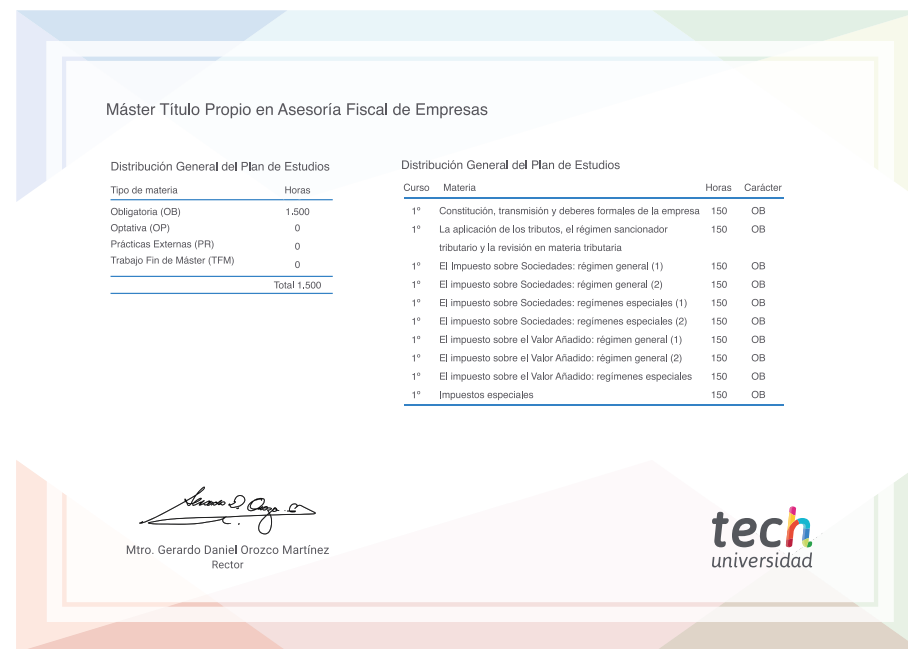 Máster Título Propio en Asesoría Fiscal de Empresas
Distribución General del Plan de Estudios
Tipo de materia Horas
Obligatoria (OB) 1.500
Optativa (OP) 0
Prácticas Externas (PR) 0
Trabajo Fin de Máster (TFM) 0
Total 1.500
Distribución General del Plan de Estudios
Curso Materia Horas Carácter
1º Constitución, transmisión y deberes formales de la empresa 150 OB
1º La aplicación de los tributos, el régimen sancionador 150 OB
tributario y la revisión en materia tributaria
1º El Impuesto sobre Sociedades: régimen general (1) 150 OB
1º El impuesto sobre Sociedades: régimen general (2) 150 OB
1º El impuesto sobre Sociedades: regímenes especiales (1) 150 OB
1º El impuesto sobre Sociedades: regímenes especiales (2) 150 OB
1º El impuesto sobre el Valor Añadido: régimen general (1) 150 OB
1º El impuesto sobre el Valor Añadido: régimen general (2) 150 OB
1º El impuesto sobre el Valor Añadido: regímenes especiales 150 OB
1º Impuestos especiales 150 OB
Mtro. Gerardo Daniel Orozco Martínez
Rector
tech
universidad